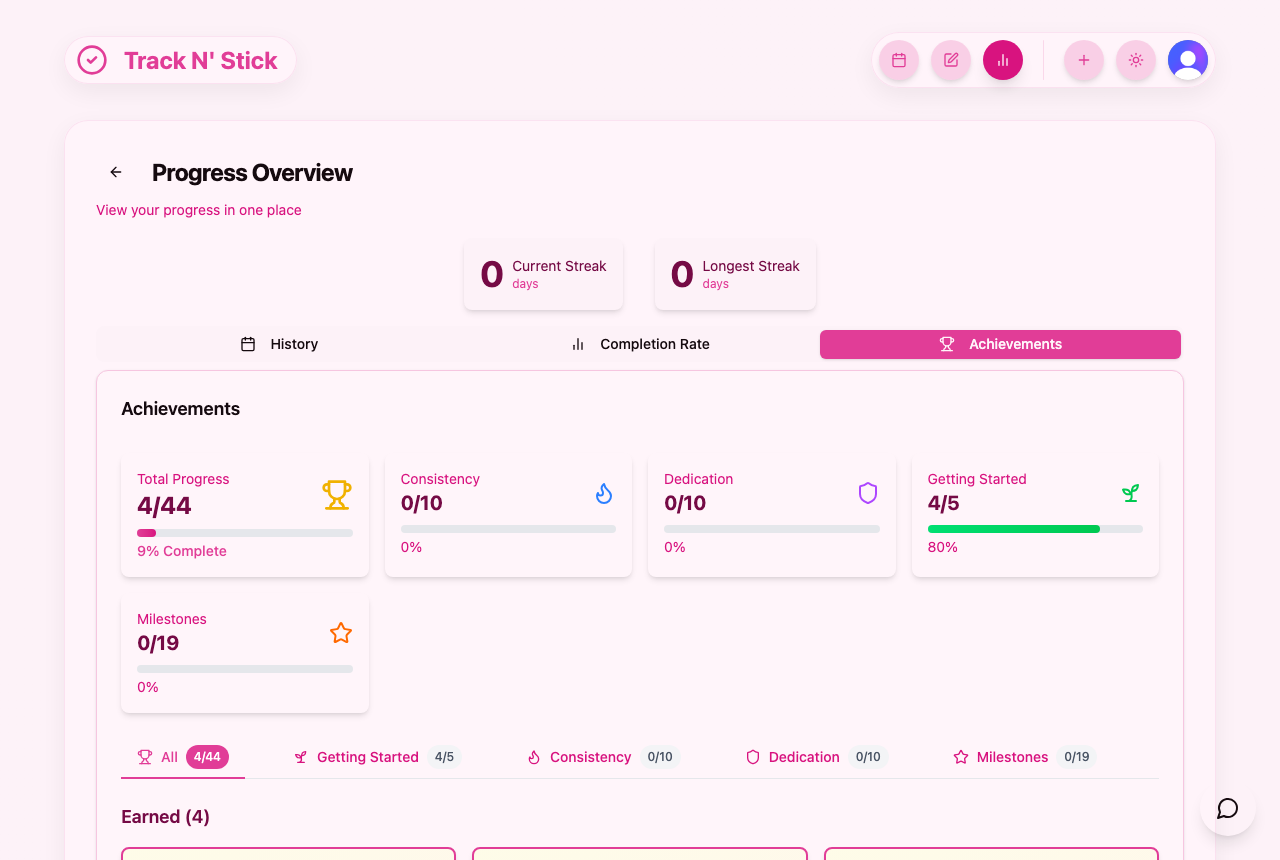 Track N' Stick
Progress Overview
View your progress in one place
0 Current Streak
days
0 Longest Streak
days
History
Completion Rate
Achievements
Achievements
Total Progress
4/44
9% Complete
Consistency
0/10
0%
Dedication
0/10
0%
Getting Started
4/5
80%
Milestones
0/19
0%
All 4/44
Getting Started 4/5
Consistency 0/10
Dedication 0/10
Milestones 0/19
Earned (4)